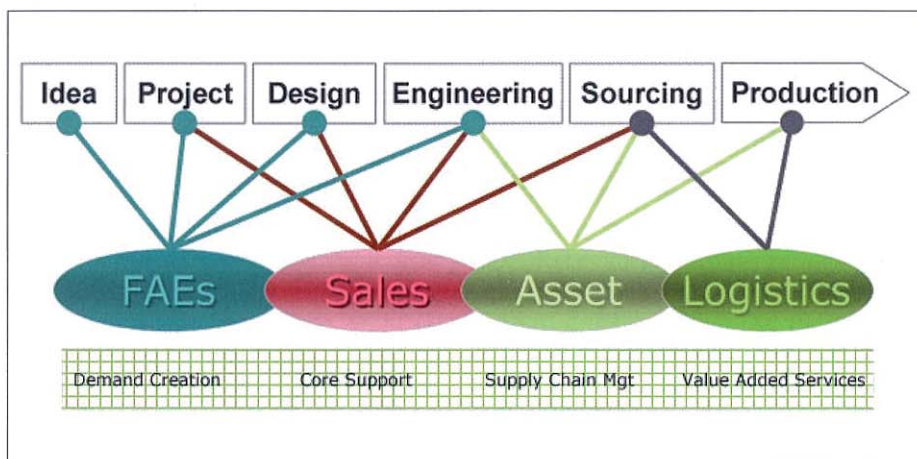 Idea
Project
Design
Engineering
Sourcing
Production
FAEs
Sales
Asset
Logistics
Demand Creation
Core Support
Supply Chain Mgt
Value Added Services